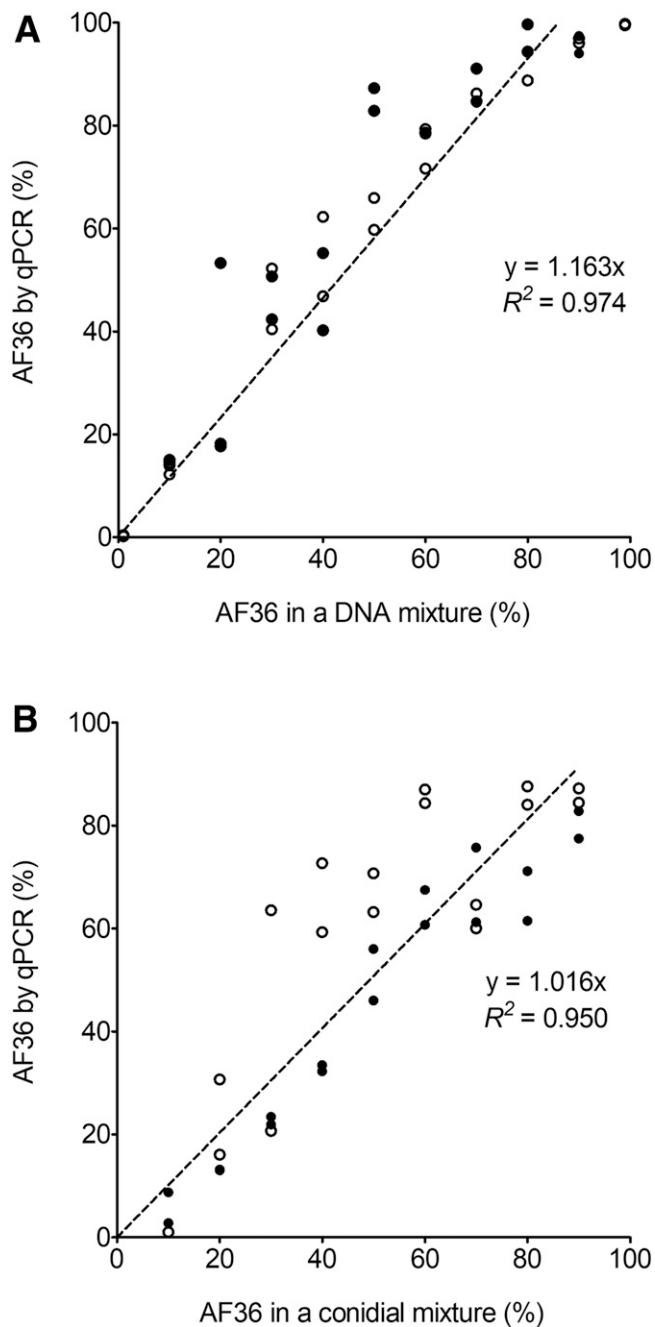 A
100
80
60
40
20
0
AF36 by qPCR (%)
y = 1.163x
R² = 0.974
0 20 40 60 80 100
AF36 in a DNA mixture (%)
B
100
80
60
40
20
0
AF36 by qPCR (%)
y = 1.016x
R² = 0.950
0 20 40 60 80 100
AF36 in a conidial mixture (%)